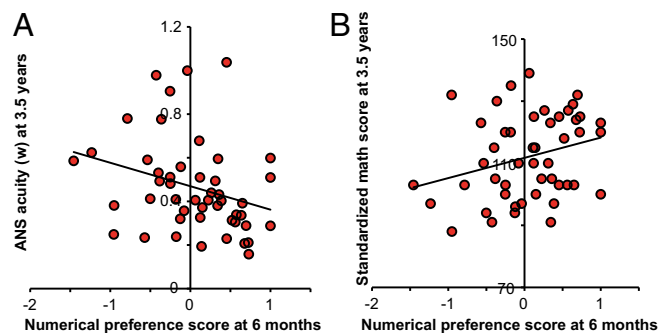 A
1.2
0.8
0.4
0
-2
-1
0
1
ANS acuity (w) at 3.5 years
Numerical preference score at 6 months
B
150
110
70
-2
-1
0
1
Standardized math score at 3.5 years
Numerical preference score at 6 months